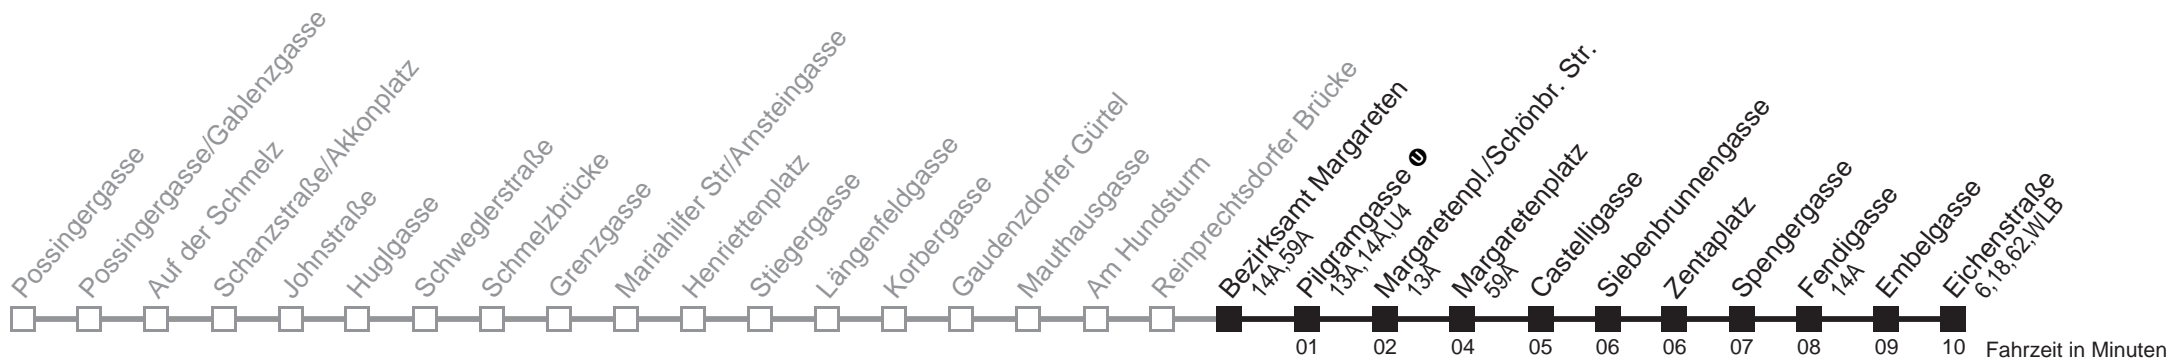 Possingergasse
Possingergasse/Gablenzgasse
Auf der Schmelz
Schanzstraße/Akkonplatz
Johnstraße
Huglgasse
Schweglerstraße
Schmelzbrücke
Grenzgasse
Mariahilfer Str/Arnsteingasse
Henriettenplatz
Stiegergasse
Längenfeldgasse
Korbergasse
Gaudenzdorfer Gürtel
Mauthausgasse
Am Hundsturm
Reinprechtsdorfer Brücke
Bezirksamt Margareten
14A,59A
Pilgramgasse U
13A,14A,U4
Margaretenpl./Schönbr. Str.
13A
Margaretenplatz
59A
Castelligasse
Siebenbrunnengasse
Zentaplatz
Spengergasse
Fendigasse
14A
Embelgasse
Eichenstraße
6,18,62,WLB
01 02 04 05 06 06 07 08 09 10 Fahrzeit in Minuten